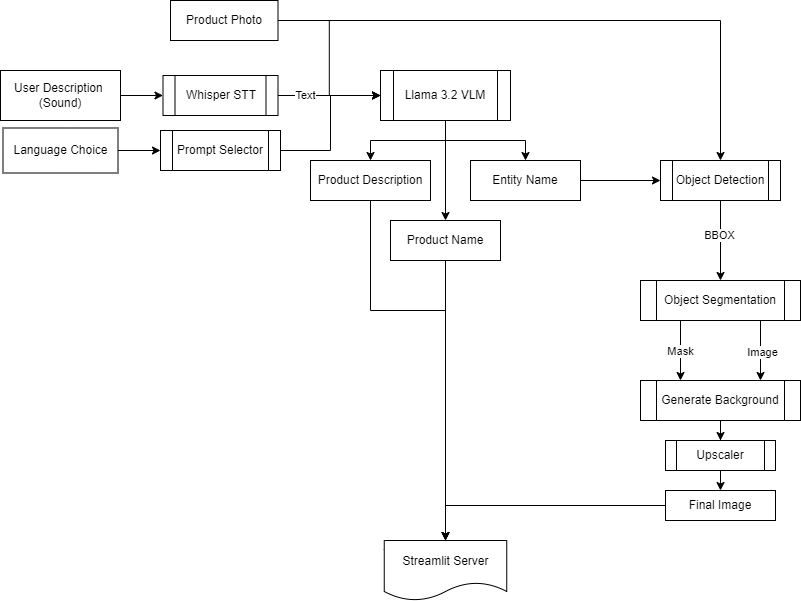 Product Photo
User Description
(Sound)
Whisper STT
Text
Llama 3.2 VLM
Language Choice
Prompt Selector
Product Description
Entity Name
Object Detection
Product Name
BBOX
Object Segmentation
Mask
Image
Generate Background
Upscaler
Final Image
Streamlit Server